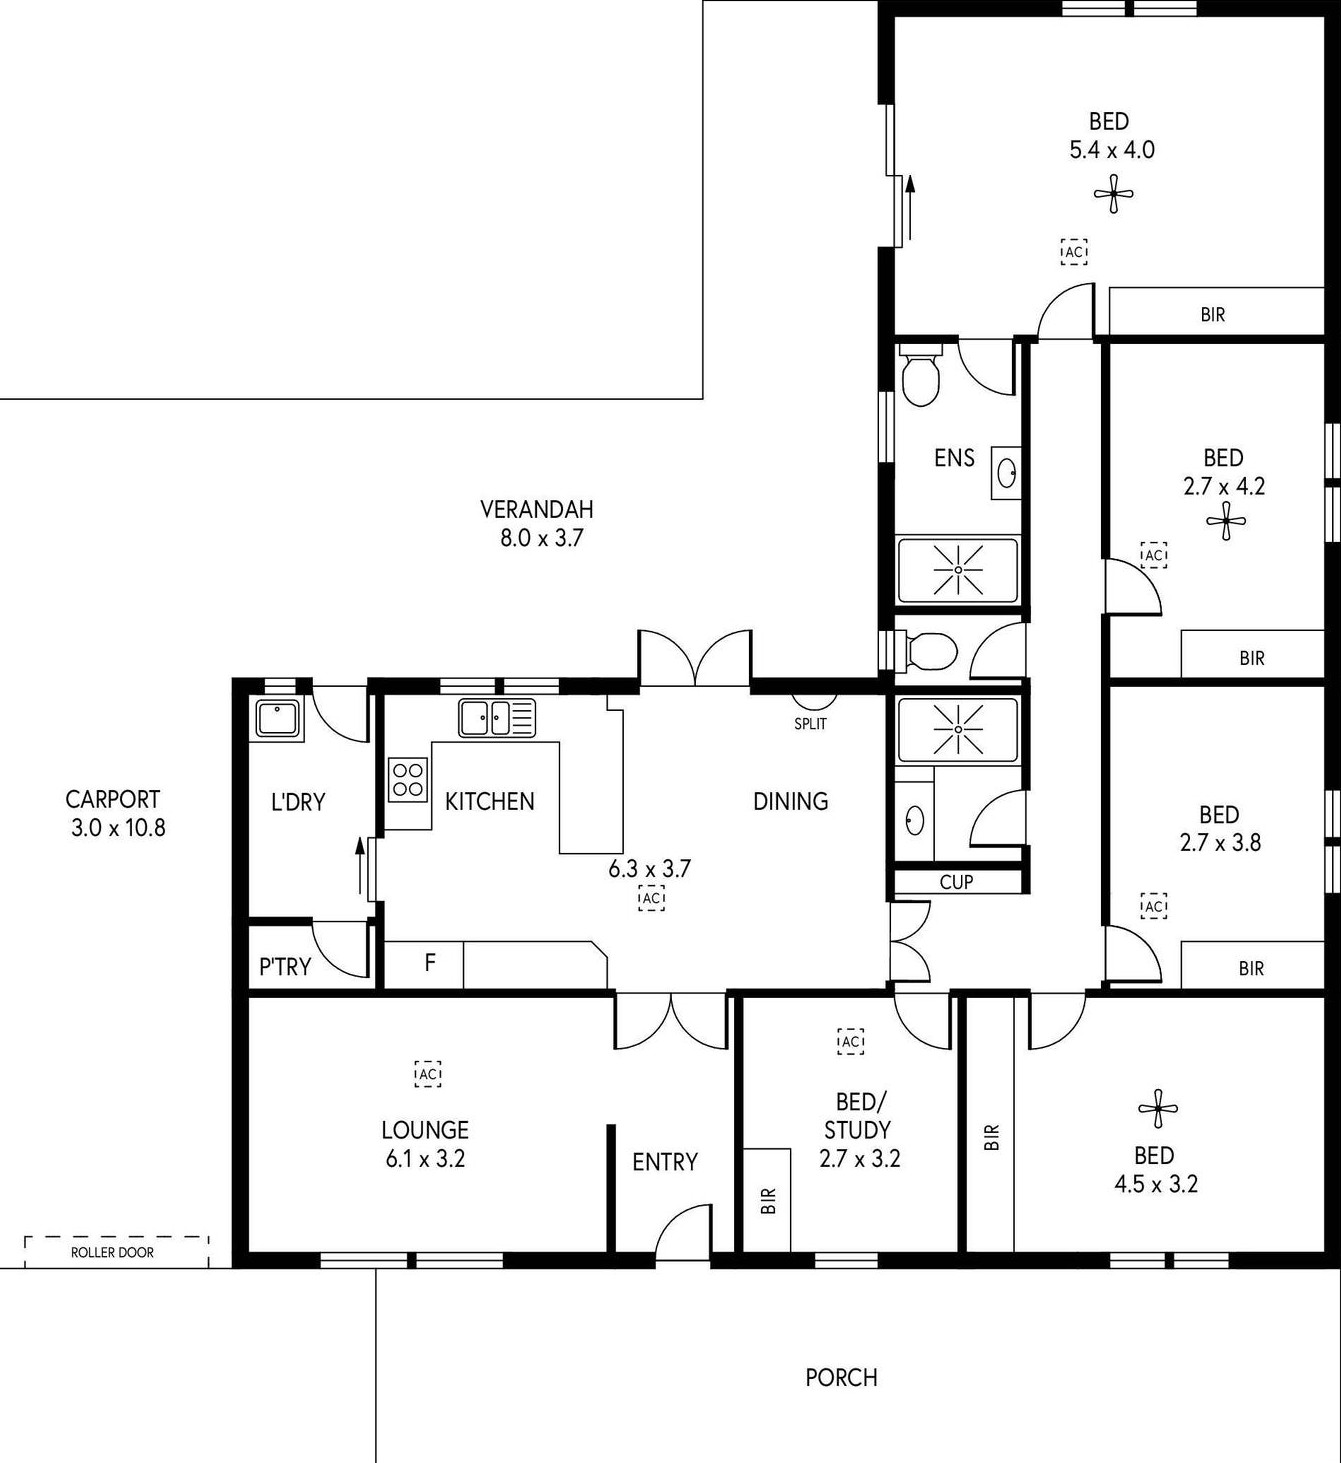 BED
5.4 x 4.0
AC
BIR
ENS
BED
2.7 x 4.2
AC
BIR
VERANDAH
8.0 x 3.7
SPLIT
CARPORT
3.0 x 10.8
L'DRY
KITCHEN
DINING
6.3 x 3.7
AC
BED
2.7 x 3.8
AC
BIR
CUP
P'TRY
F
AC
LOUNGE
6.1 x 3.2
ENTRY
AC
BED/
STUDY
2.7 x 3.2
BIR
BIR
BED
4.5 x 3.2
ROLLER DOOR
PORCH